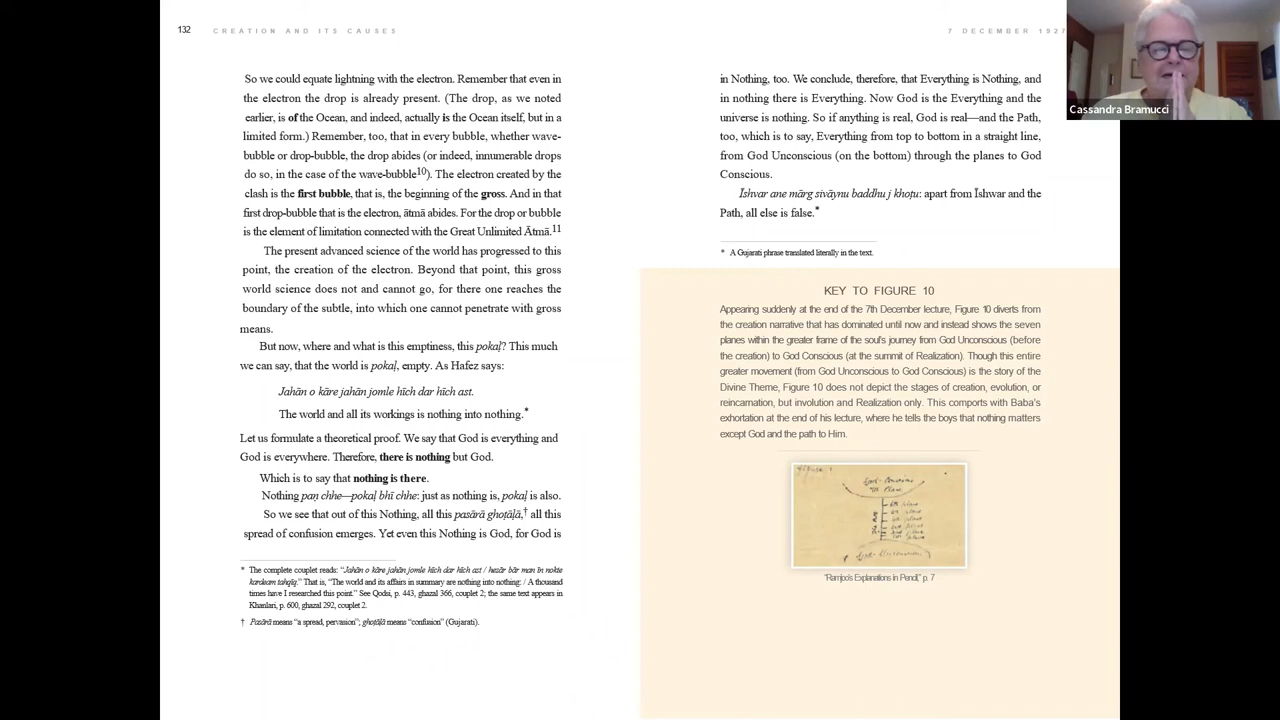 132
CREATION AND ITS CAUSES
So we could equate lightning with the electron. Remember that even in
the electron the drop is already present. (The drop, as we noted
earlier, is of the Ocean, and indeed, actually is the Ocean itself, but in a
limited form.) Remember, too, that in every bubble, whether wave-
bubble or drop-bubble, the drop abides (or indeed, innumerable drops
do so, in the case of the wave-bubble10). The electron created by the
clash is the first bubble, that is, the beginning of the gross. And in that
first drop-bubble that is the electron, ātmā abides. For the drop or bubble
is the element of limitation connected with the Great Unlimited Ātmā.11
The present advanced science of the world has progressed to this
point, the creation of the electron. Beyond that point, this gross
world science does not and cannot go, for there one reaches the
boundary of the subtle, into which one cannot penetrate with gross
means.
But now, where and what is this emptiness, this pokaḷ? This much
we can say, that the world is pokaḷ, empty. As Hafez says:
Jahān o kāre jahān jomle hīch dar hīch ast.
The world and all its workings is nothing into nothing.*
Let us formulate a theoretical proof. We say that God is everything and
God is everywhere. Therefore, there is nothing but God.
Which is to say that nothing is there.
Nothing paṇ chhe—pokaḷ bhī chhe: just as nothing is, pokaḷ is also.
So we see that out of this Nothing, all this pasārā ghoṭāḷā,† all this
spread of confusion emerges. Yet even this Nothing is God, for God is
* The complete couplet reads: "Jahān o kāre jahān jomle hīch dar hīch ast / hezār bār man īn nokte
kardeam tahqīq." That is, "The world and its affairs in summary are nothing into nothing: / A thousand
times have I researched this point." See Qodsi, p. 443, ghazal 366, couplet 2; the same text appears in
Khanlari, p. 600, ghazal 292, couplet 2.
† Pasārā means "a spread, pervasion"; ghoṭāḷā means "confusion" (Gujarati).
7 DECEMBER 1927
in Nothing, too. We conclude, therefore, that Everything is Nothing, and
in nothing there is Everything. Now God is the Everything and the
universe is nothing. So if anything is real, God is real—and the Path,
too, which is to say, Everything from top to bottom in a straight line,
from God Unconscious (on the bottom) through the planes to God
Conscious.
Īshvar ane mārg sivāynu baddhu j khoṭu: apart from Īshwar and the
Path, all else is false.*
* A Gujarati phrase translated literally in the text.
KEY TO FIGURE 10
Appearing suddenly at the end of the 7th December lecture, Figure 10 diverts from
the creation narrative that has dominated until now and instead shows the seven
planes within the greater frame of the soul's journey from God Unconscious (before
the creation) to God Conscious (at the summit of Realization). Though this entire
greater movement (from God Unconscious to God Conscious) is the story of the
Divine Theme, Figure 10 does not depict the stages of creation, evolution, or
reincarnation, but involution and Realization only. This comports with Baba's
exhortation at the end of his lecture, where he tells the boys that nothing matters
except God and the path to Him.
God-Conscious
7th Plane
6th plane
God-Unconscious
"Ramjoo's Explanations in Pencil," p. 7
Cassandra Bramucci